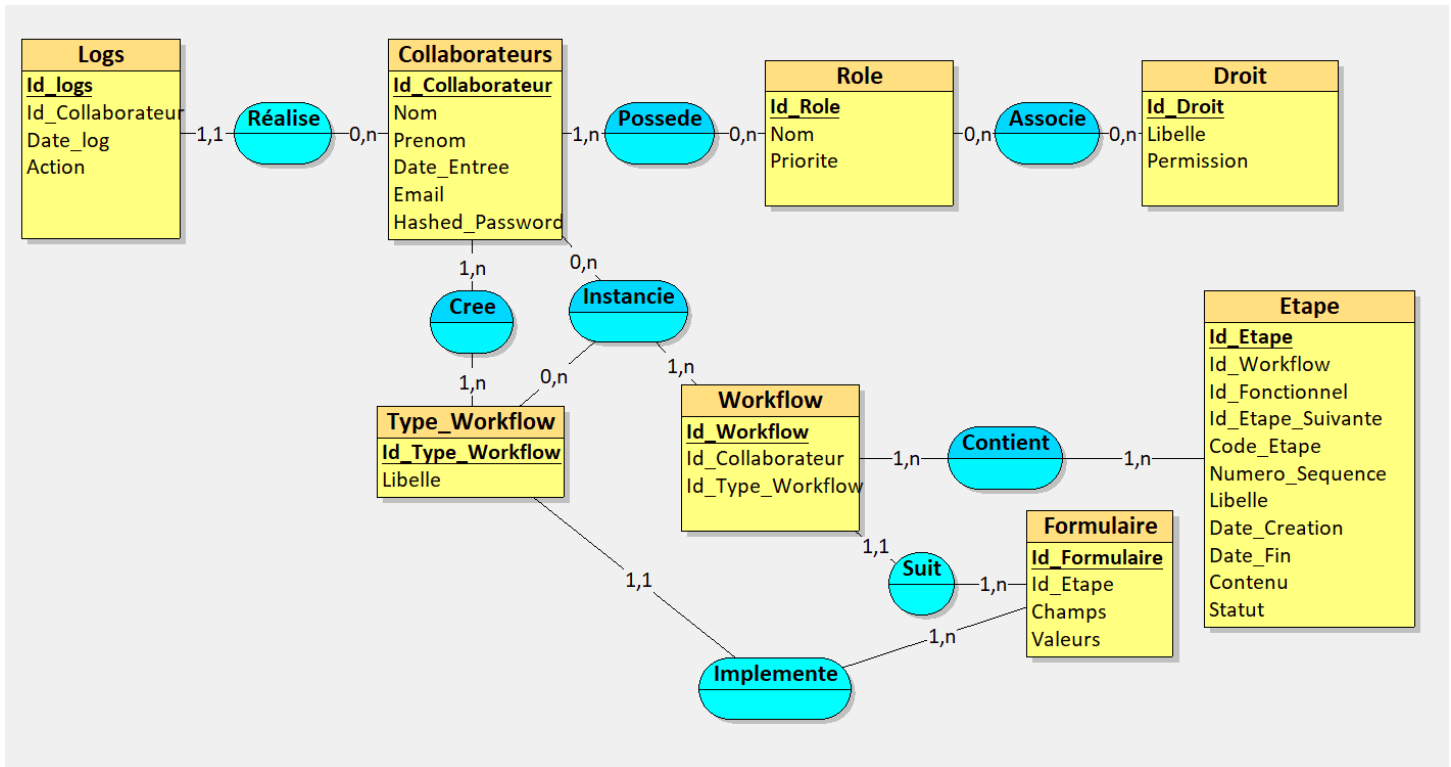 Logs
Id_logs
Id_Collaborateur
Date_log
Action
1,1
Réalise
0,n
Collaborateurs
Id_Collaborateur
Nom
Prenom
Date_Entree
Email
Hashed_Password
1,n
Possede
0,n
Role
Id_Role
Nom
Priorite
0,n
Associe
0,n
Droit
Id_Droit
Libelle
Permission
1,n
Cree
1,n
0,n
Instancie
0,n
1,n
Type_Workflow
Id_Type_Workflow
Libelle
Workflow
Id_Workflow
Id_Collaborateur
Id_Type_Workflow
1,n
Contient
1,n
Etape
Id_Etape
Id_Workflow
Id_Fonctionnel
Id_Etape_Suivante
Code_Etape
Numero_Sequence
Libelle
Date_Creation
Date_Fin
Contenu
Statut
1,1
Suit
1,n
Formulaire
Id_Formulaire
Id_Etape
Champs
Valeurs
1,1
Implemente
1,n